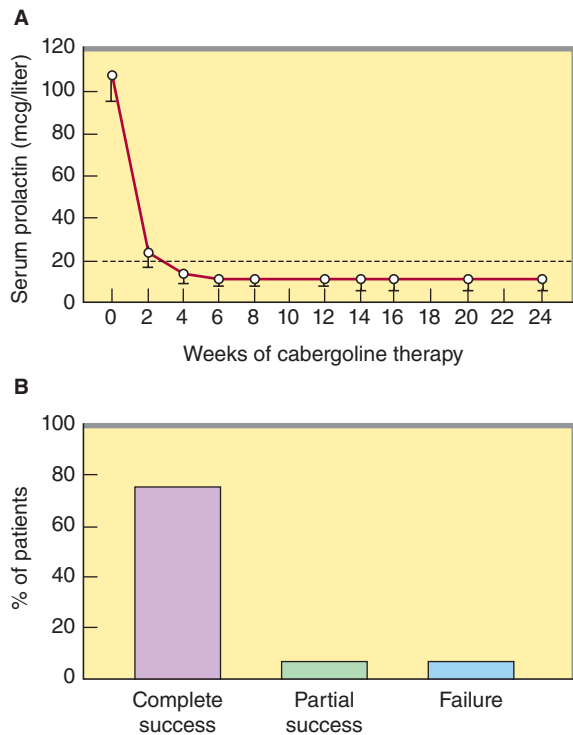 A
Serum prolactin (mcg/liter)
120
100
80
60
40
20
0
0 2 4 6 8 10 12 14 16 18 20 22 24
Weeks of cabergoline therapy
B
% of patients
100
80
60
40
20
0
Complete success
Partial success
Failure